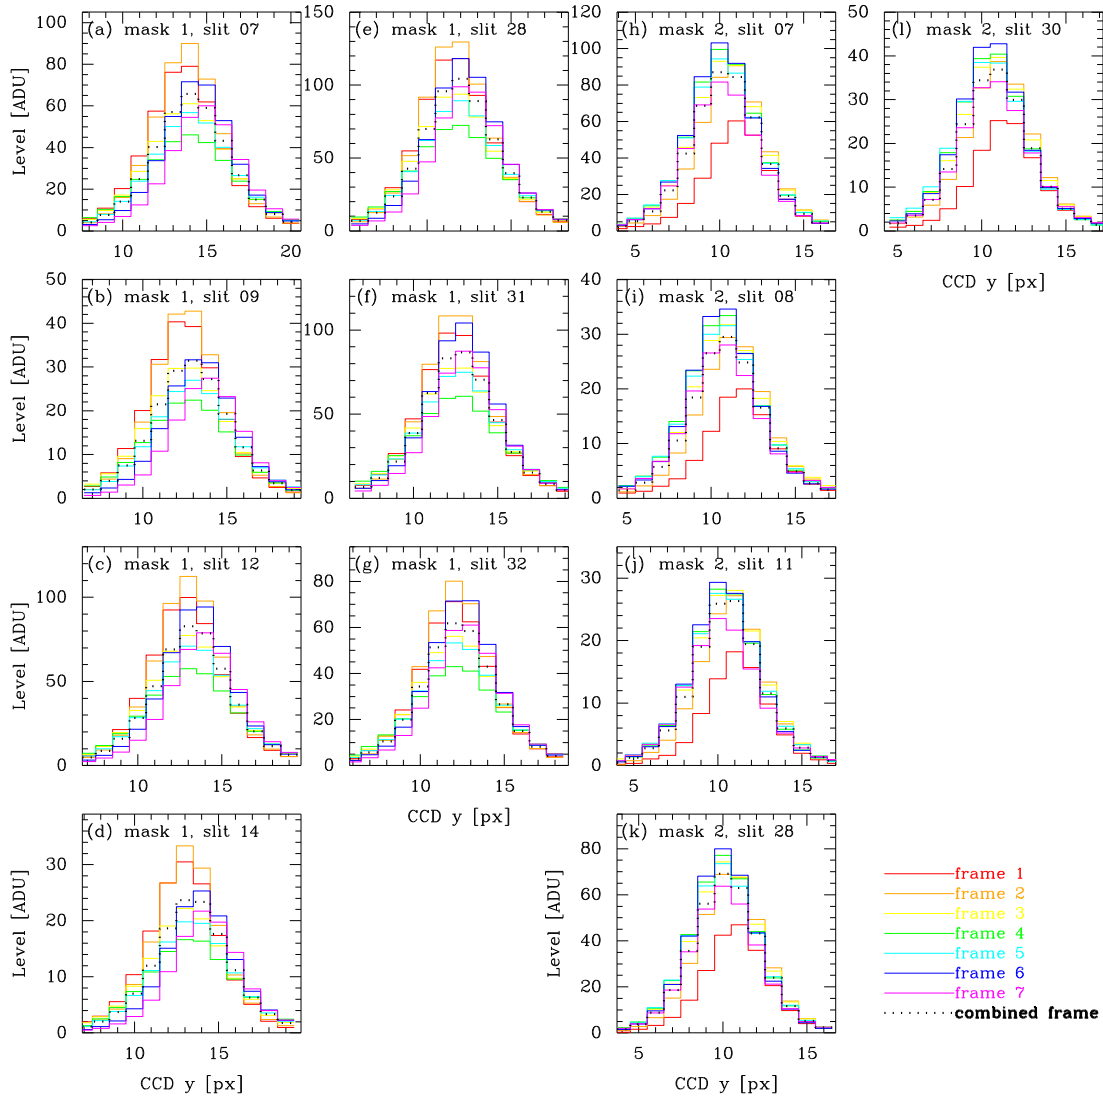 (a) mask 1, slit 07
Level [ADU]
0 20 40 60 80 100
10 15 20
(e) mask 1, slit 28
0 50 100 150
10 15
(h) mask 2, slit 07
0 20 40 60 80 100 120
5 10 15
(l) mask 2, slit 30
0 10 20 30 40 50
5 10 15
CCD y [px]
(b) mask 1, slit 09
Level [ADU]
0 10 20 30 40 50
10 15
(f) mask 1, slit 31
0 50 100
10 15
(i) mask 2, slit 08
0 10 20 30 40
5 10 15
(c) mask 1, slit 12
Level [ADU]
0 50 100
10 15
(g) mask 1, slit 32
0 20 40 60 80
10 15
CCD y [px]
(j) mask 2, slit 11
0 10 20 30
5 10 15
(d) mask 1, slit 14
Level [ADU]
0 10 20 30
10 15
CCD y [px]
(k) mask 2, slit 28
Level [ADU]
0 20 40 60 80
5 10 15
CCD y [px]
frame 1
frame 2
frame 3
frame 4
frame 5
frame 6
frame 7
combined frame